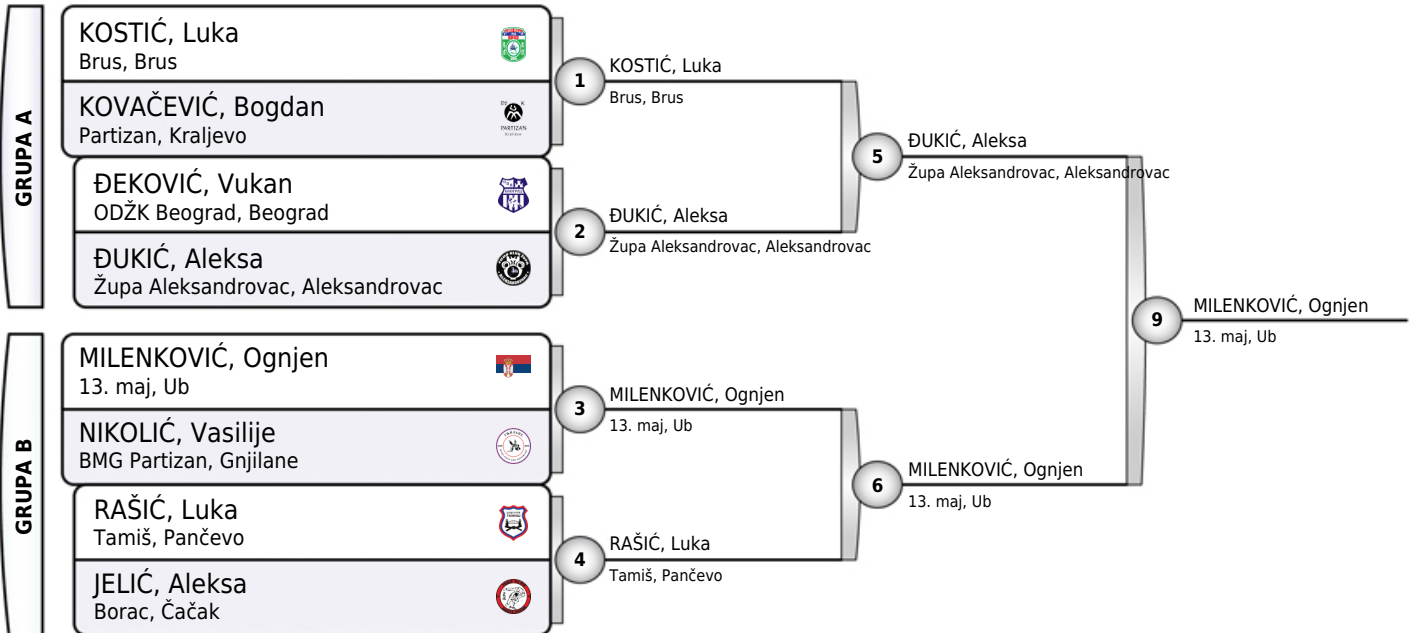 GRUPA A
KOSTIĆ, Luka
Brus, Brus
KOVAČEVIĆ, Bogdan
Partizan, Kraljevo
PARTIZAN
ĐEKOVIĆ, Vukan
ODŽK Beograd, Beograd
ĐUKIĆ, Aleksa
Župa Aleksandrovac, Aleksandrovac
1
KOSTIĆ, Luka
Brus, Brus
2
ĐUKIĆ, Aleksa
Župa Aleksandrovac, Aleksandrovac
5
ĐUKIĆ, Aleksa
Župa Aleksandrovac, Aleksandrovac
GRUPA B
MILENKOVIĆ, Ognjen
13. maj, Ub
NIKOLIĆ, Vasilije
BMG Partizan, Gnjilane
RAŠIĆ, Luka
Tamiš, Pančevo
JELIĆ, Aleksa
Borac, Čačak
3
MILENKOVIĆ, Ognjen
13. maj, Ub
4
RAŠIĆ, Luka
Tamiš, Pančevo
6
MILENKOVIĆ, Ognjen
13. maj, Ub
9
MILENKOVIĆ, Ognjen
13. maj, Ub